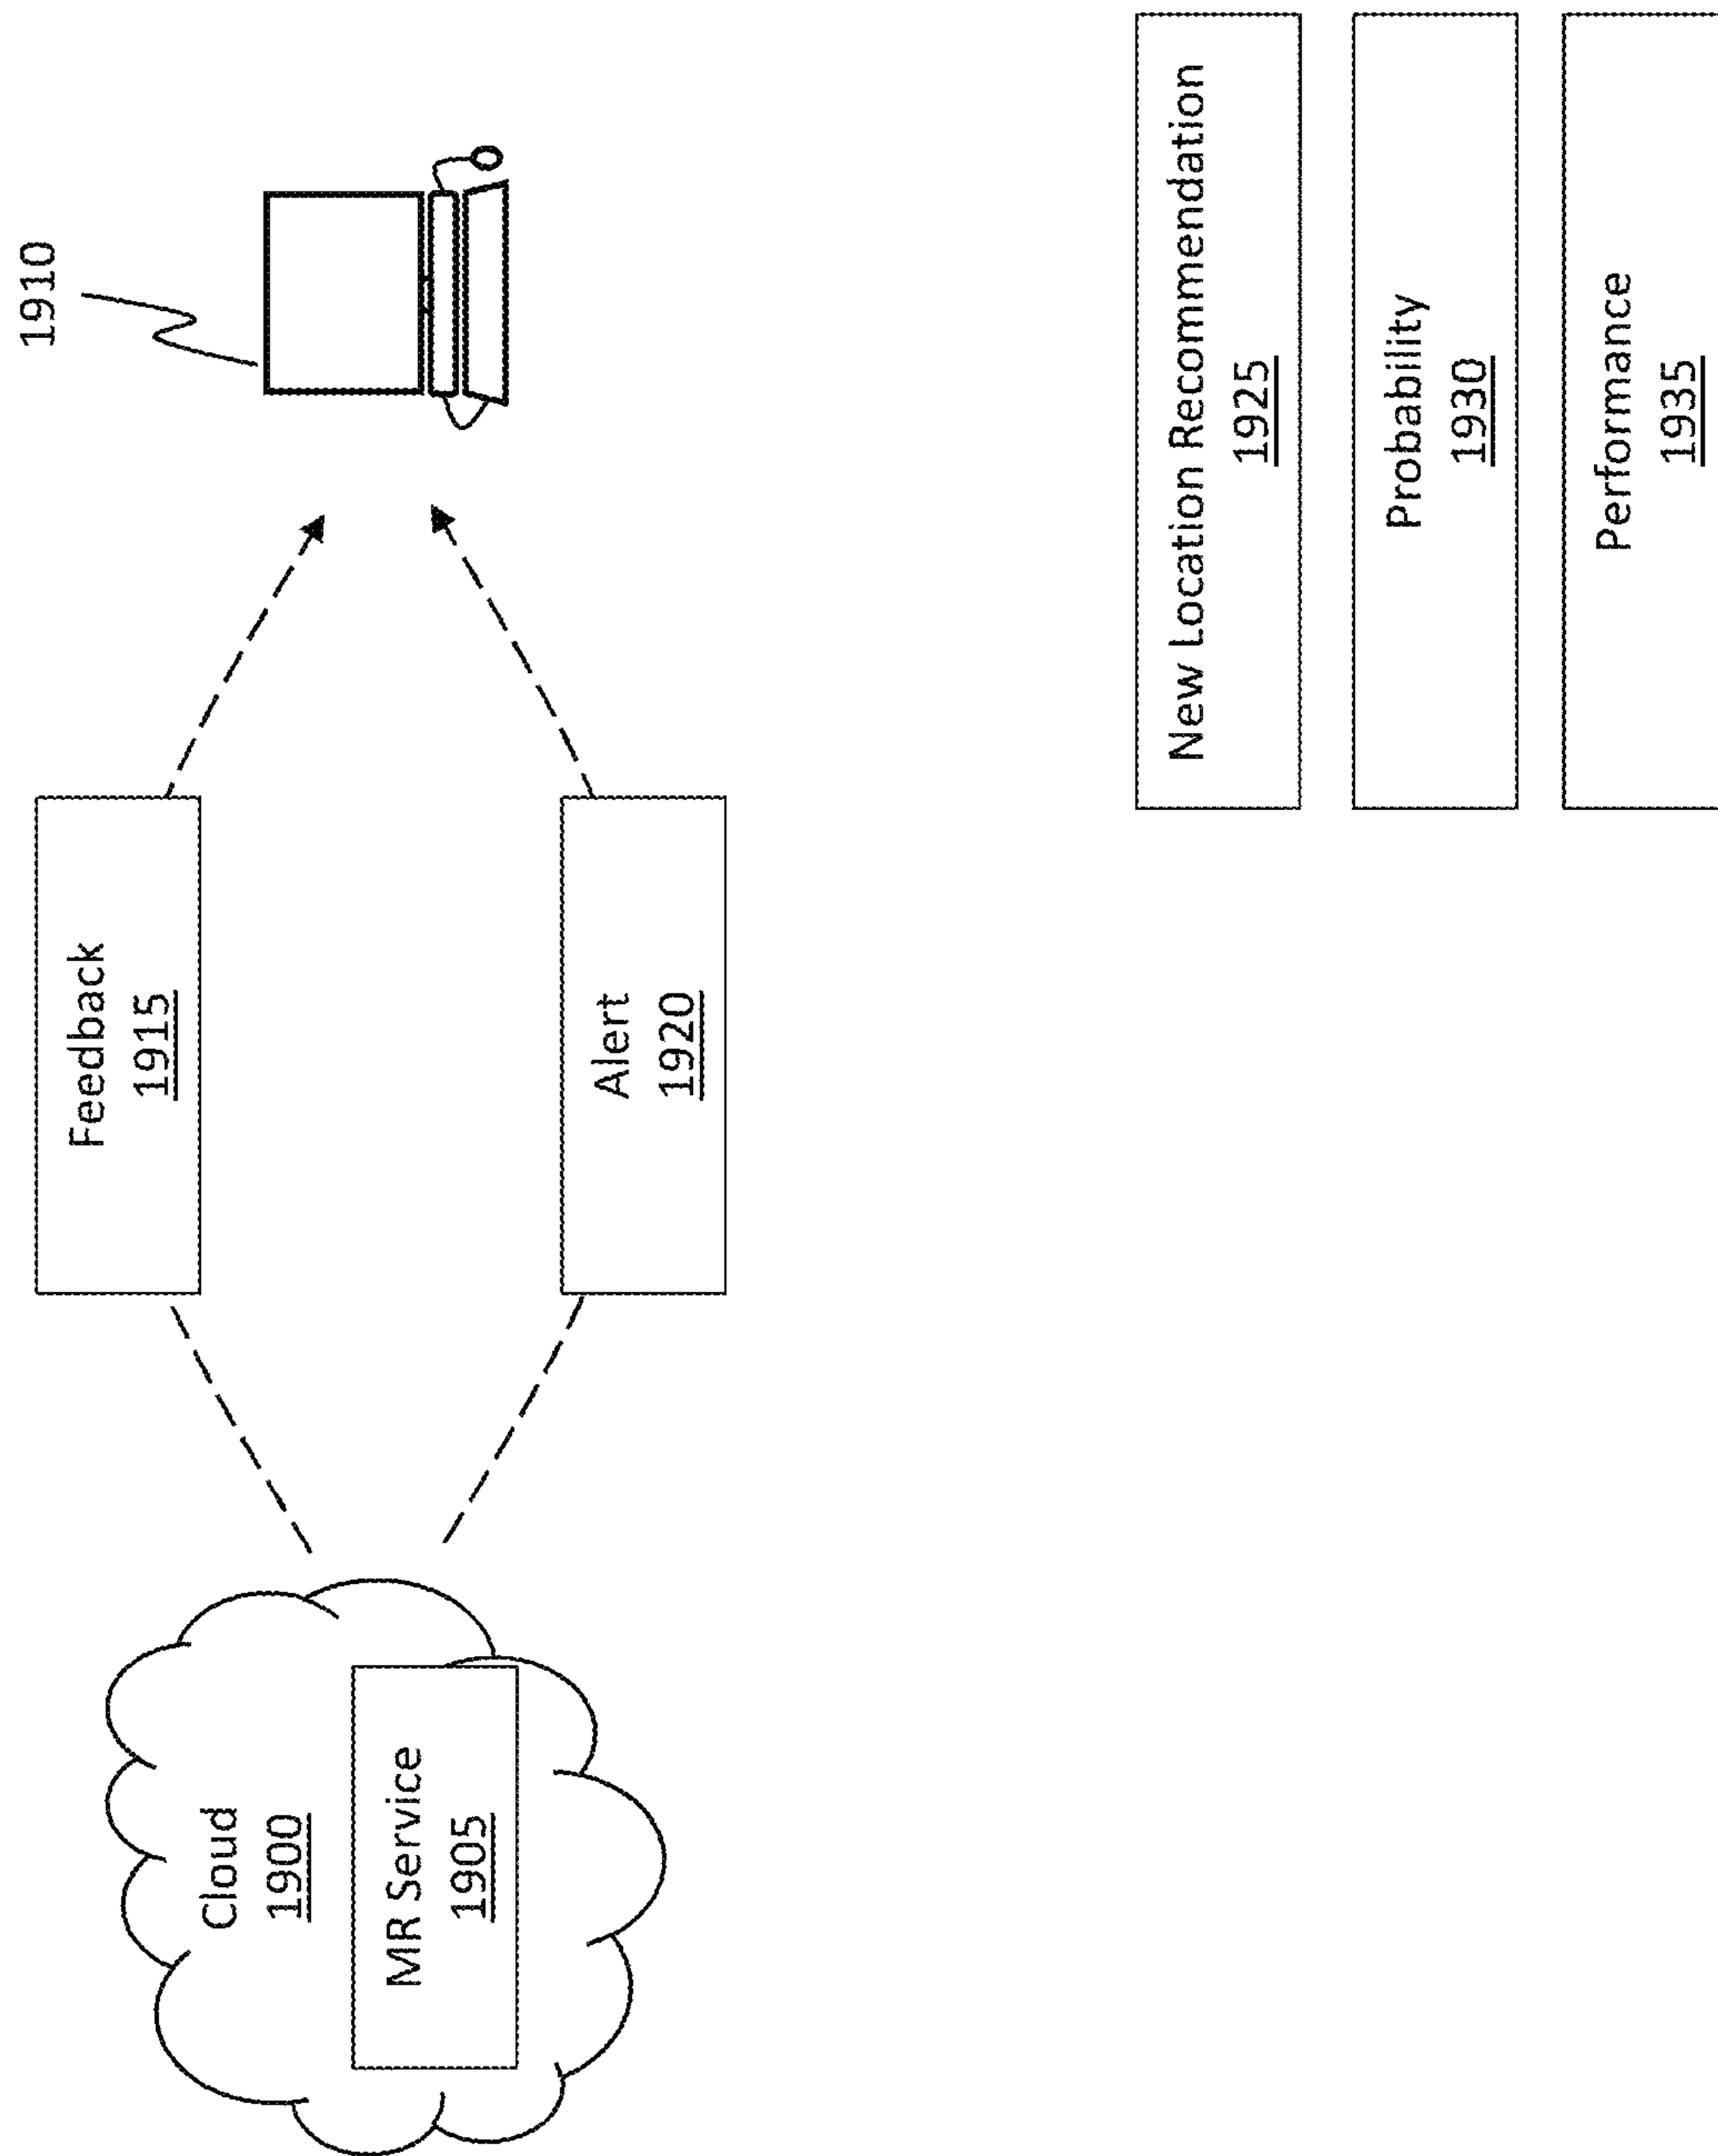 Cloud
1900
MR Service
1905
Feedback
1915
Alert
1920
1910
New Location Recommendation
1925
Probability
1930
Performance
1935